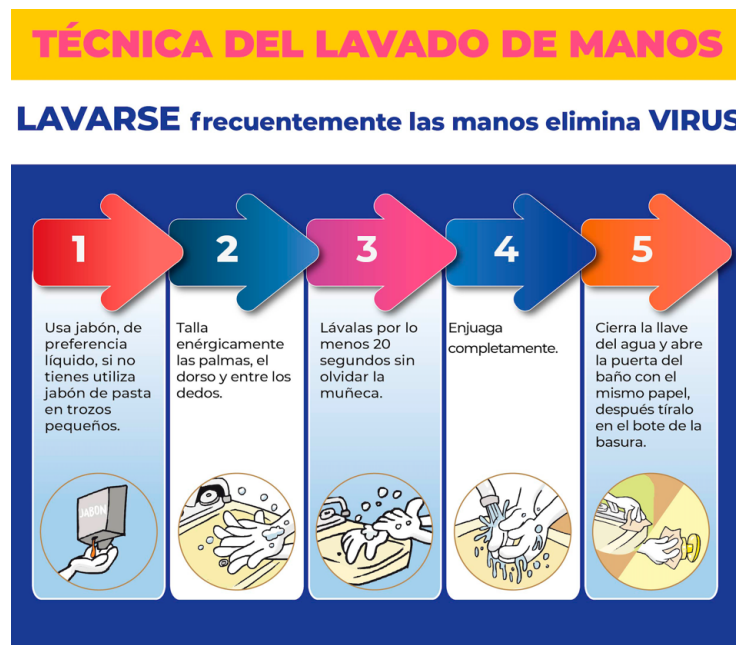 TÉCNICA DEL LAVADO DE MANOS
LAVARSE frecuentemente las manos elimina VIRUS
1
Usa jabón, de
preferencia
líquido, si no
tienes utiliza
jabón de pasta
en trozos
pequeños.
JABÓN
2
Talla
enérgicamente
las palmas, el
dorso y entre los
dedos.
3
Lávalas por lo
menos 20
segundos sin
olvidar la
muñeca.
4
Enjuaga
completamente.
5
Cierra la llave
del agua y abre
la puerta del
baño con el
mismo papel,
después tíralo
en el bote de la
basura.